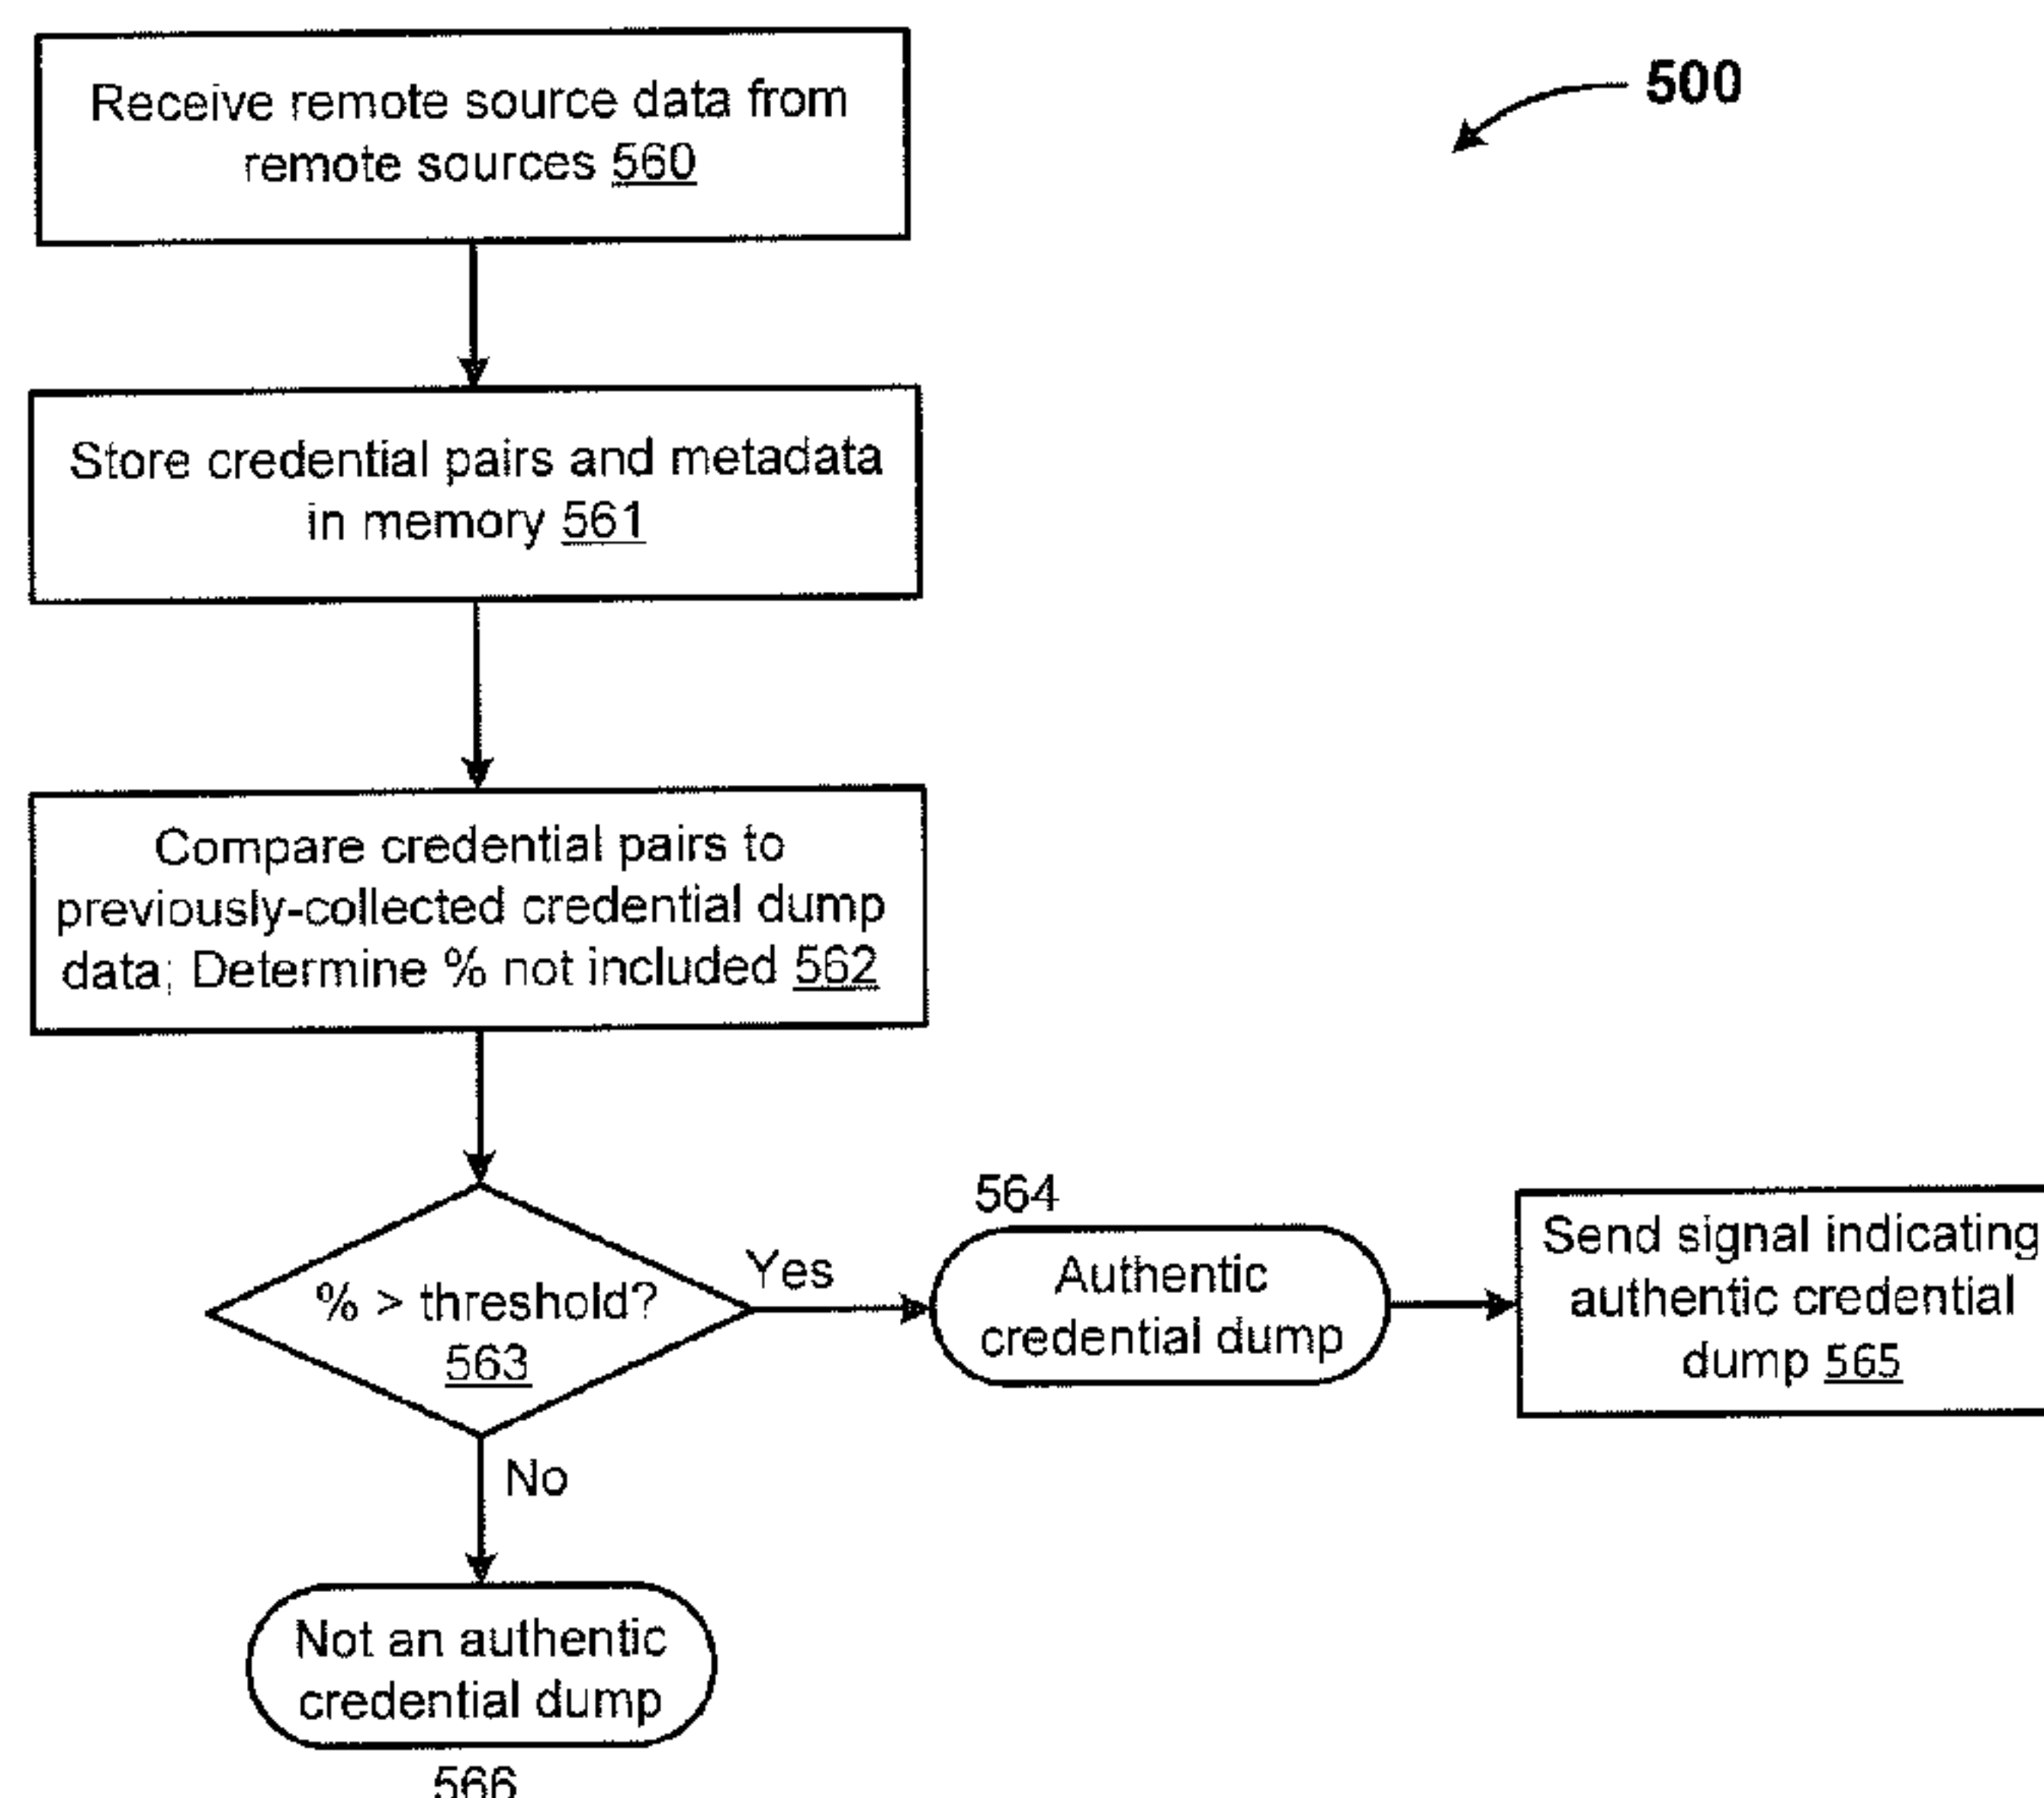 Receive remote source data from
remote sources 560
500
Store credential pairs and metadata
in memory 561
Compare credential pairs to
previously-collected credential dump
data; Determine % not included 562
% > threshold?
563
Yes
564
Authentic
credential dump
Send signal indicating
authentic credential
dump 565
No
Not an authentic
credential dump
566